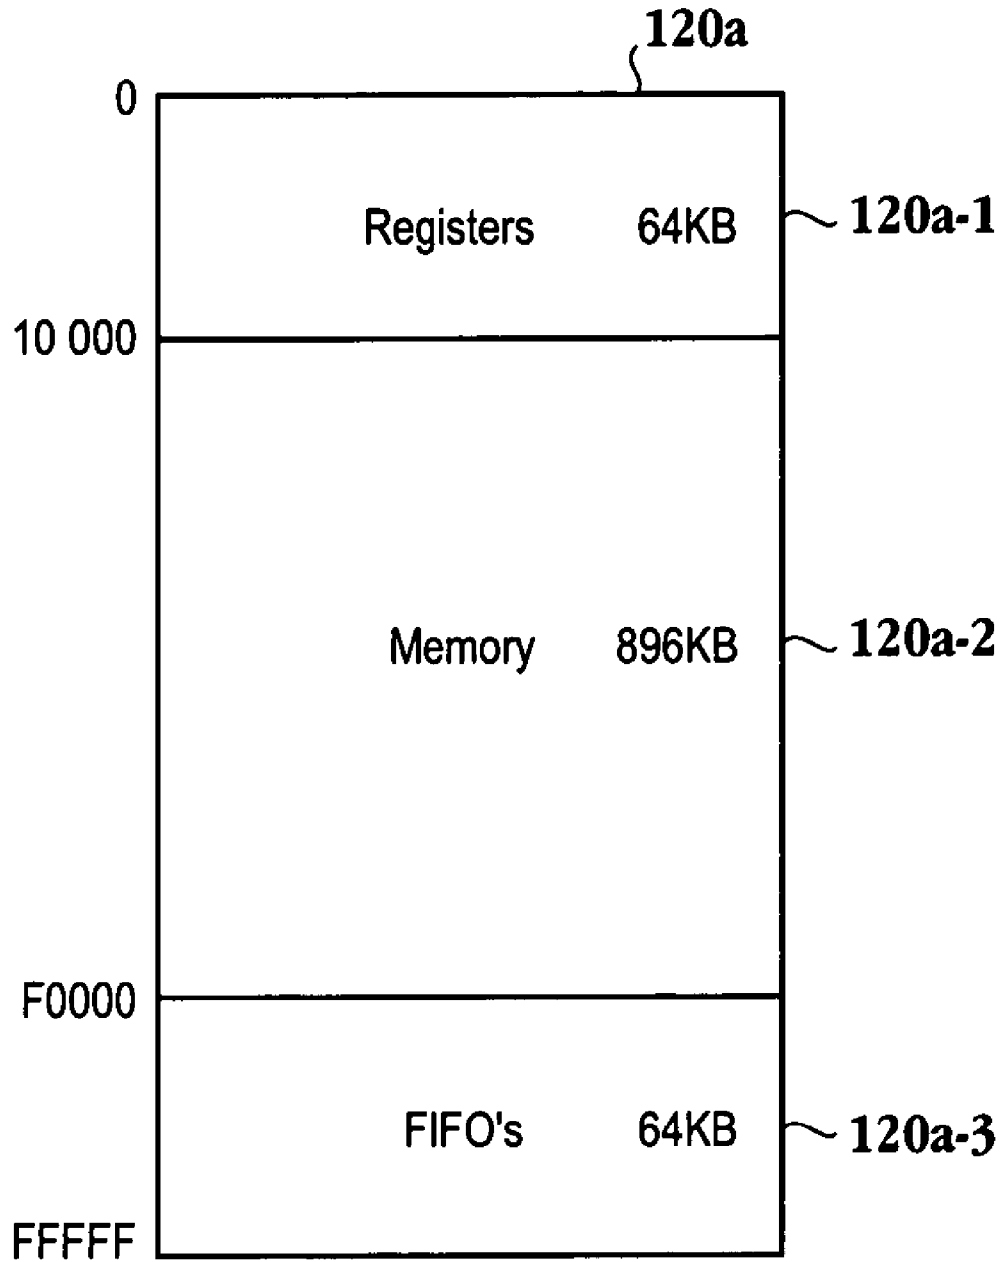 120a
0
Registers 64KB 120a-1
10 000
Memory 896KB 120a-2
F0000
FIFO's 64KB 120a-3
FFFFF